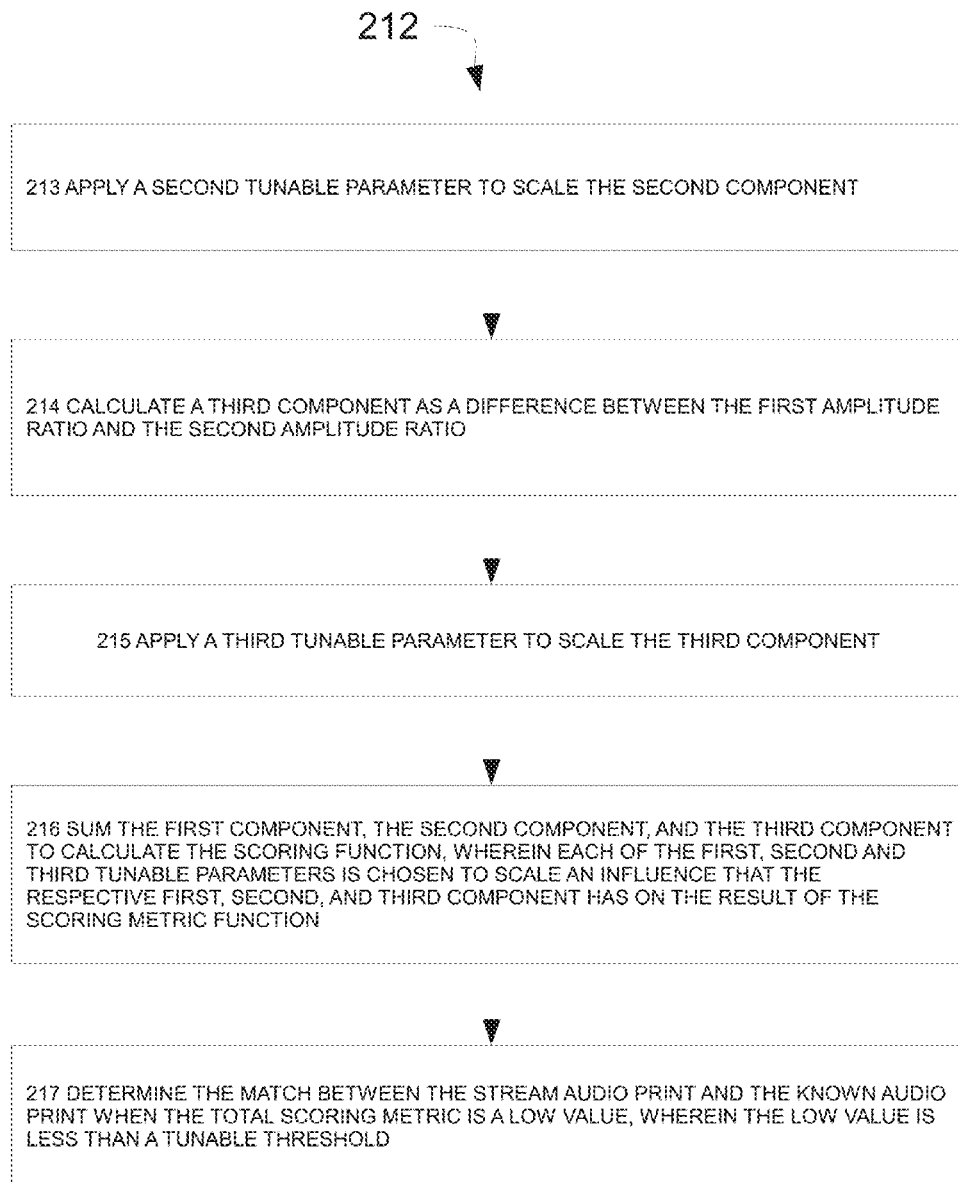 212
213 APPLY A SECOND TUNABLE PARAMETER TO SCALE THE SECOND COMPONENT
214 CALCULATE A THIRD COMPONENT AS A DIFFERENCE BETWEEN THE FIRST AMPLITUDE
RATIO AND THE SECOND AMPLITUDE RATIO
215 APPLY A THIRD TUNABLE PARAMETER TO SCALE THE THIRD COMPONENT
216 SUM THE FIRST COMPONENT, THE SECOND COMPONENT, AND THE THIRD COMPONENT
TO CALCULATE THE SCORING FUNCTION, WHEREIN EACH OF THE FIRST, SECOND AND
THIRD TUNABLE PARAMETERS IS CHOSEN TO SCALE AN INFLUENCE THAT THE
RESPECTIVE FIRST, SECOND, AND THIRD COMPONENT HAS ON THE RESULT OF THE
SCORING METRIC FUNCTION
217 DETERMINE THE MATCH BETWEEN THE STREAM AUDIO PRINT AND THE KNOWN AUDIO
PRINT WHEN THE TOTAL SCORING METRIC IS A LOW VALUE, WHEREIN THE LOW VALUE IS
LESS THAN A TUNABLE THRESHOLD